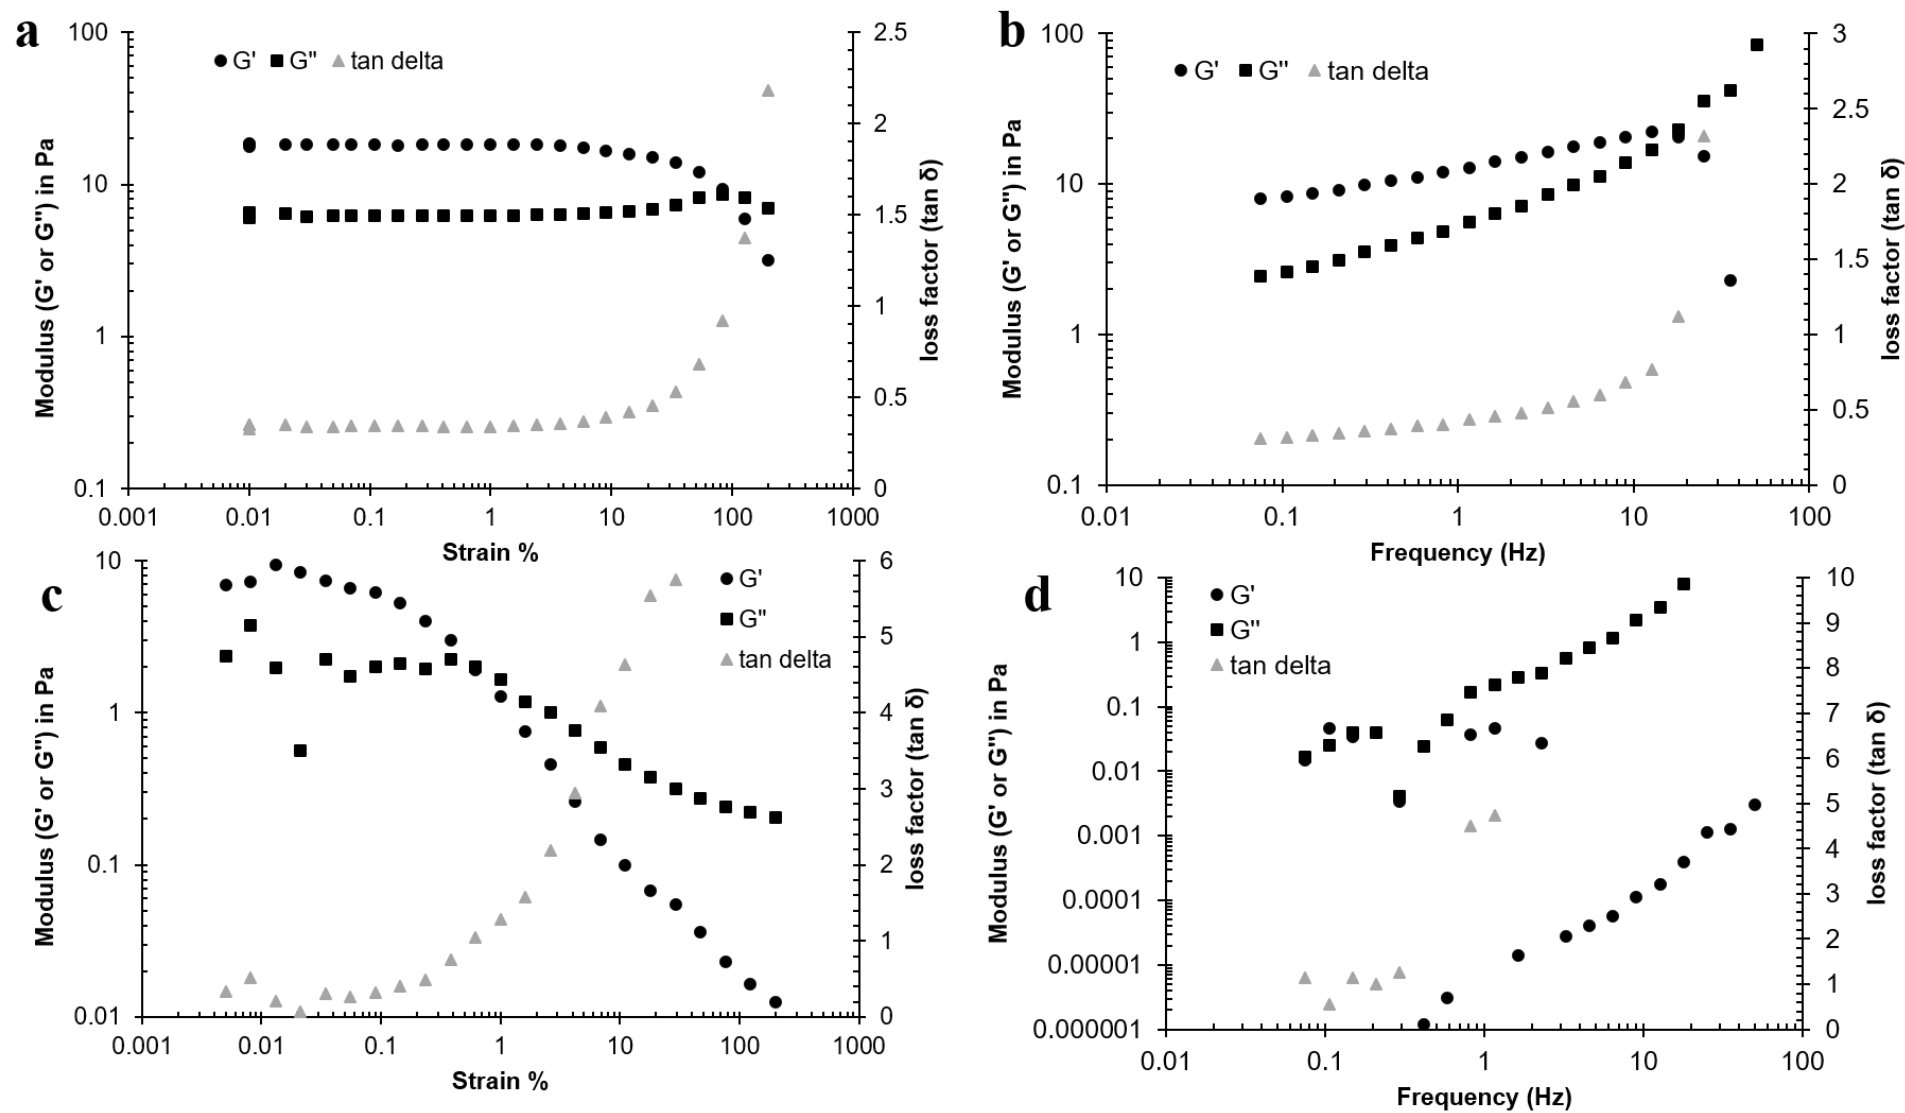 a
G' G'' tan delta
Modulus (G' or G'') in Pa
100
10
1
0.1
2.5
2
1.5
1
0.5
0
loss factor (tan δ)
0.001 0.01 0.1 1 10 100 1000
Strain %
b
G' G'' tan delta
Modulus (G' or G'') in Pa
100
10
1
0.1
3
2.5
2
1.5
1
0.5
0
loss factor (tan δ)
0.01 0.1 1 10 100
Frequency (Hz)
c
G'
G''
tan delta
Modulus (G' or G'') in Pa
10
1
0.1
0.01
6
5
4
3
2
1
0
loss factor (tan δ)
0.001 0.01 0.1 1 10 100 1000
Strain %
d
G'
G''
tan delta
Modulus (G' or G'') in Pa
10
1
0.1
0.01
0.001
0.0001
0.00001
0.000001
10
9
8
7
6
5
4
3
2
1
0
loss factor (tan δ)
0.01 0.1 1 10 100
Frequency (Hz)